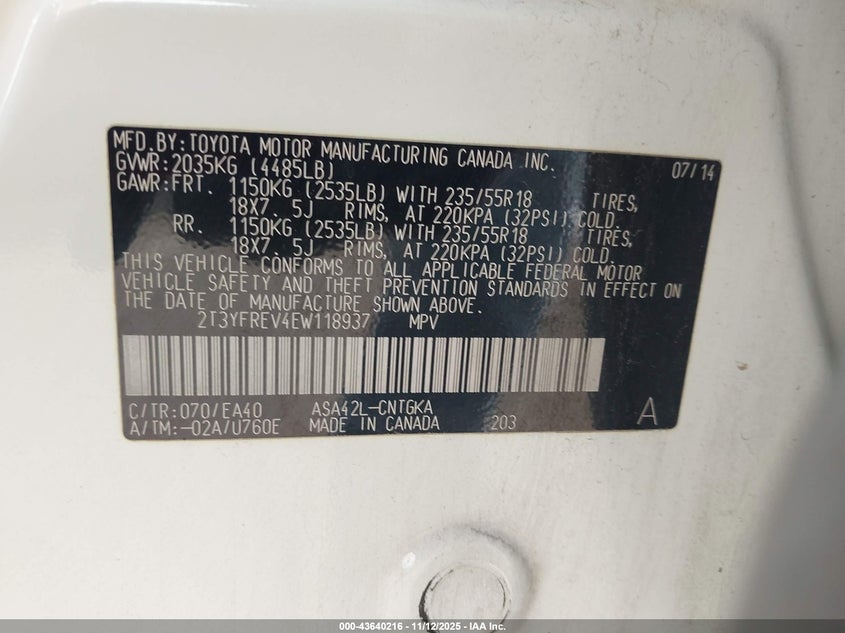 MFD.BY:TOYOTA MOTOR MANUFACTURING CANADA INC. 07/14
GVWR:2035KG (4485LB)
GAWR:FRT. 1150KG (2535LB) WITH 235/55R18 TIRES,
18X7. 5J RIMS, AT 220KPA (32PSI) COLD.
RR. 1150KG (2535LB) WITH 235/55R18 TIRES,
18X7. 5J RIMS, AT 220KPA (32PSI) COLD.
THIS VEHICLE CONFORMS TO ALL APPLICABLE FEDERAL MOTOR
VEHICLE SAFETY AND THEFT PREVENTION STANDARDS IN EFFECT ON
THE DATE OF MANUFACTURE SHOWN ABOVE.
2T3YFREV4EW118937 MPV
C/TR:070/EA40 ASA42L-CNTGKA A
A/TM:-02A/U760E MADE IN CANADA 203
000-43640216 - 11/12/2025 - IAA Inc.